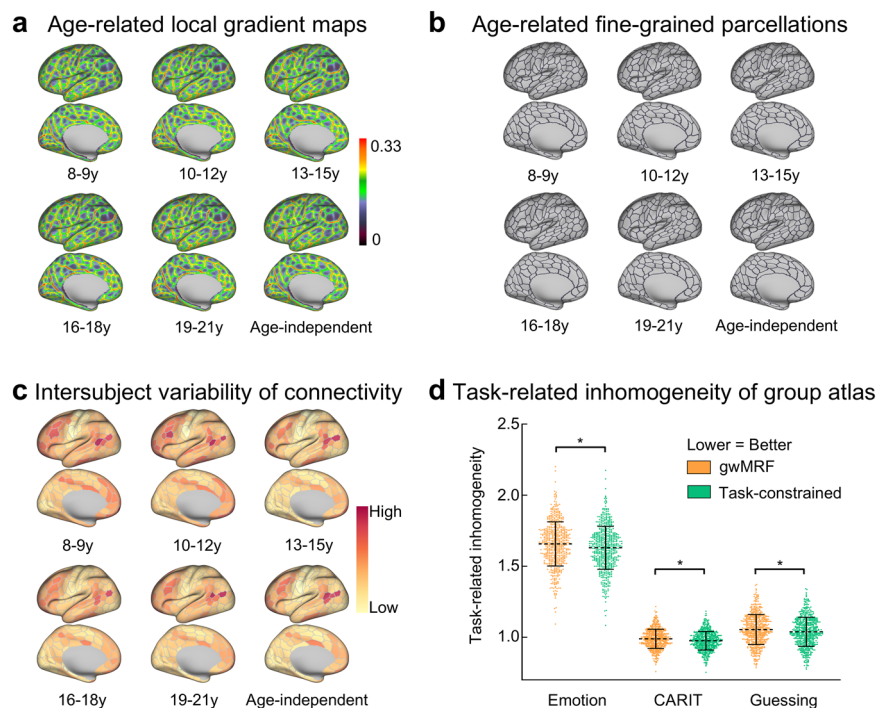 a Age-related local gradient maps
8-9y 10-12y 13-15y
0.33
0
16-18y 19-21y Age-independent
b Age-related fine-grained parcellations
8-9y 10-12y 13-15y
16-18y 19-21y Age-independent
c Intersubject variability of connectivity
8-9y 10-12y 13-15y
High
Low
16-18y 19-21y Age-independent
d Task-related inhomogeneity of group atlas
Task-related inhomogeneity
2.5
2.0
1.5
1.0
*
*
*
Lower = Better
gwMRF
Task-constrained
Emotion CARIT Guessing